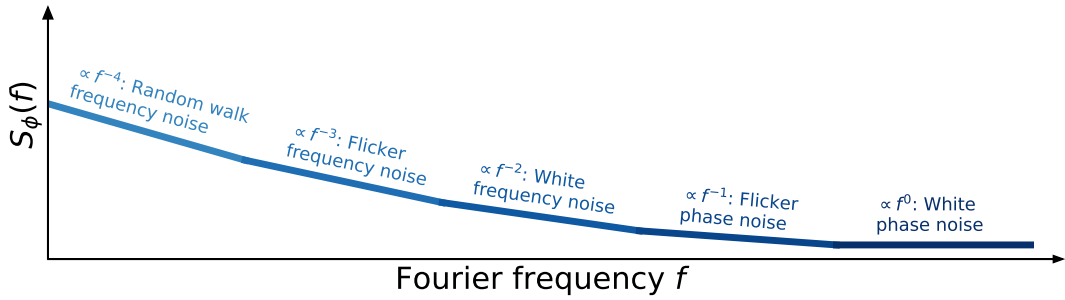 S_ϕ(f)
∝ f⁻⁴: Random walk
frequency noise
∝ f⁻³: Flicker
frequency noise
∝ f⁻²: White
frequency noise
∝ f⁻¹: Flicker
phase noise
∝ f⁰: White
phase noise
Fourier frequency f